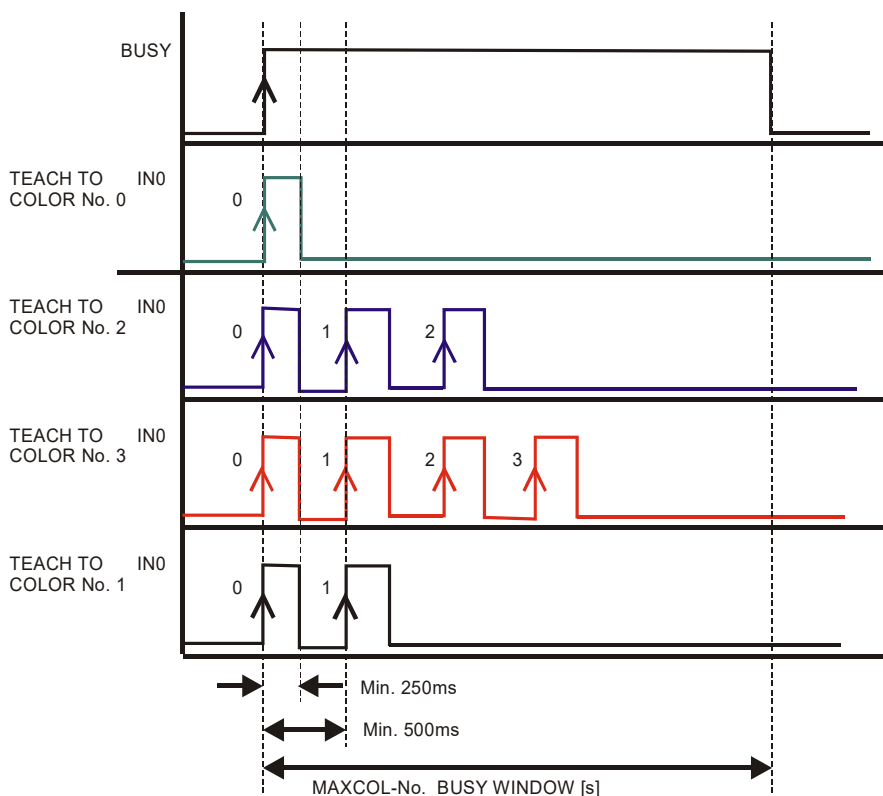 BUSY
TEACH TO IN0
COLOR No. 0 0
TEACH TO IN0
COLOR No. 2 0 1 2
TEACH TO IN0
COLOR No. 3 0 1 2 3
TEACH TO IN0
COLOR No. 1 0 1
Min. 250ms
Min. 500ms
MAXCOL-No. BUSY WINDOW [s]